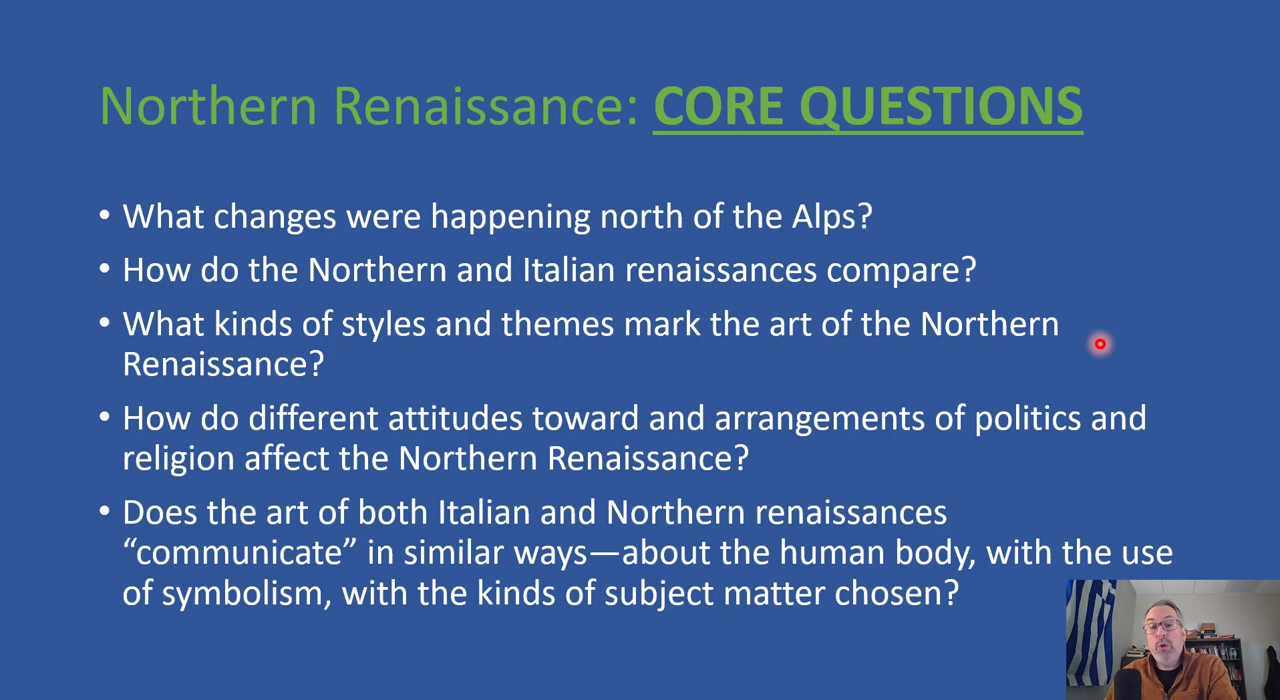 Northern Renaissance: CORE QUESTIONS
• What changes were happening north of the Alps?
• How do the Northern and Italian renaissances compare?
• What kinds of styles and themes mark the art of the Northern
Renaissance?
• How do different attitudes toward and arrangements of politics and
religion affect the Northern Renaissance?
• Does the art of both Italian and Northern renaissances
“communicate” in similar ways—about the human body, with the use
of symbolism, with the kinds of subject matter chosen?